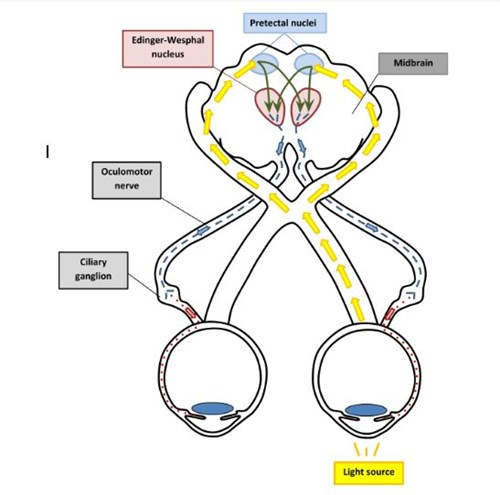 Pretectal nuclei
Edinger-Wesphal
nucleus
Midbrain
Oculomotor
nerve
Ciliary
ganglion
Light source